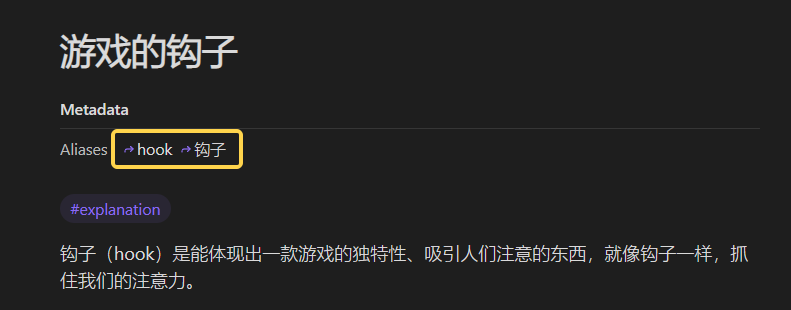 游戏的钩子
Metadata
Aliases hook 钩子
#explanation
钩子（hook）是能体现出一款游戏的独特性、吸引人们注意的东西，就像钩子一样，抓
住我们的注意力。